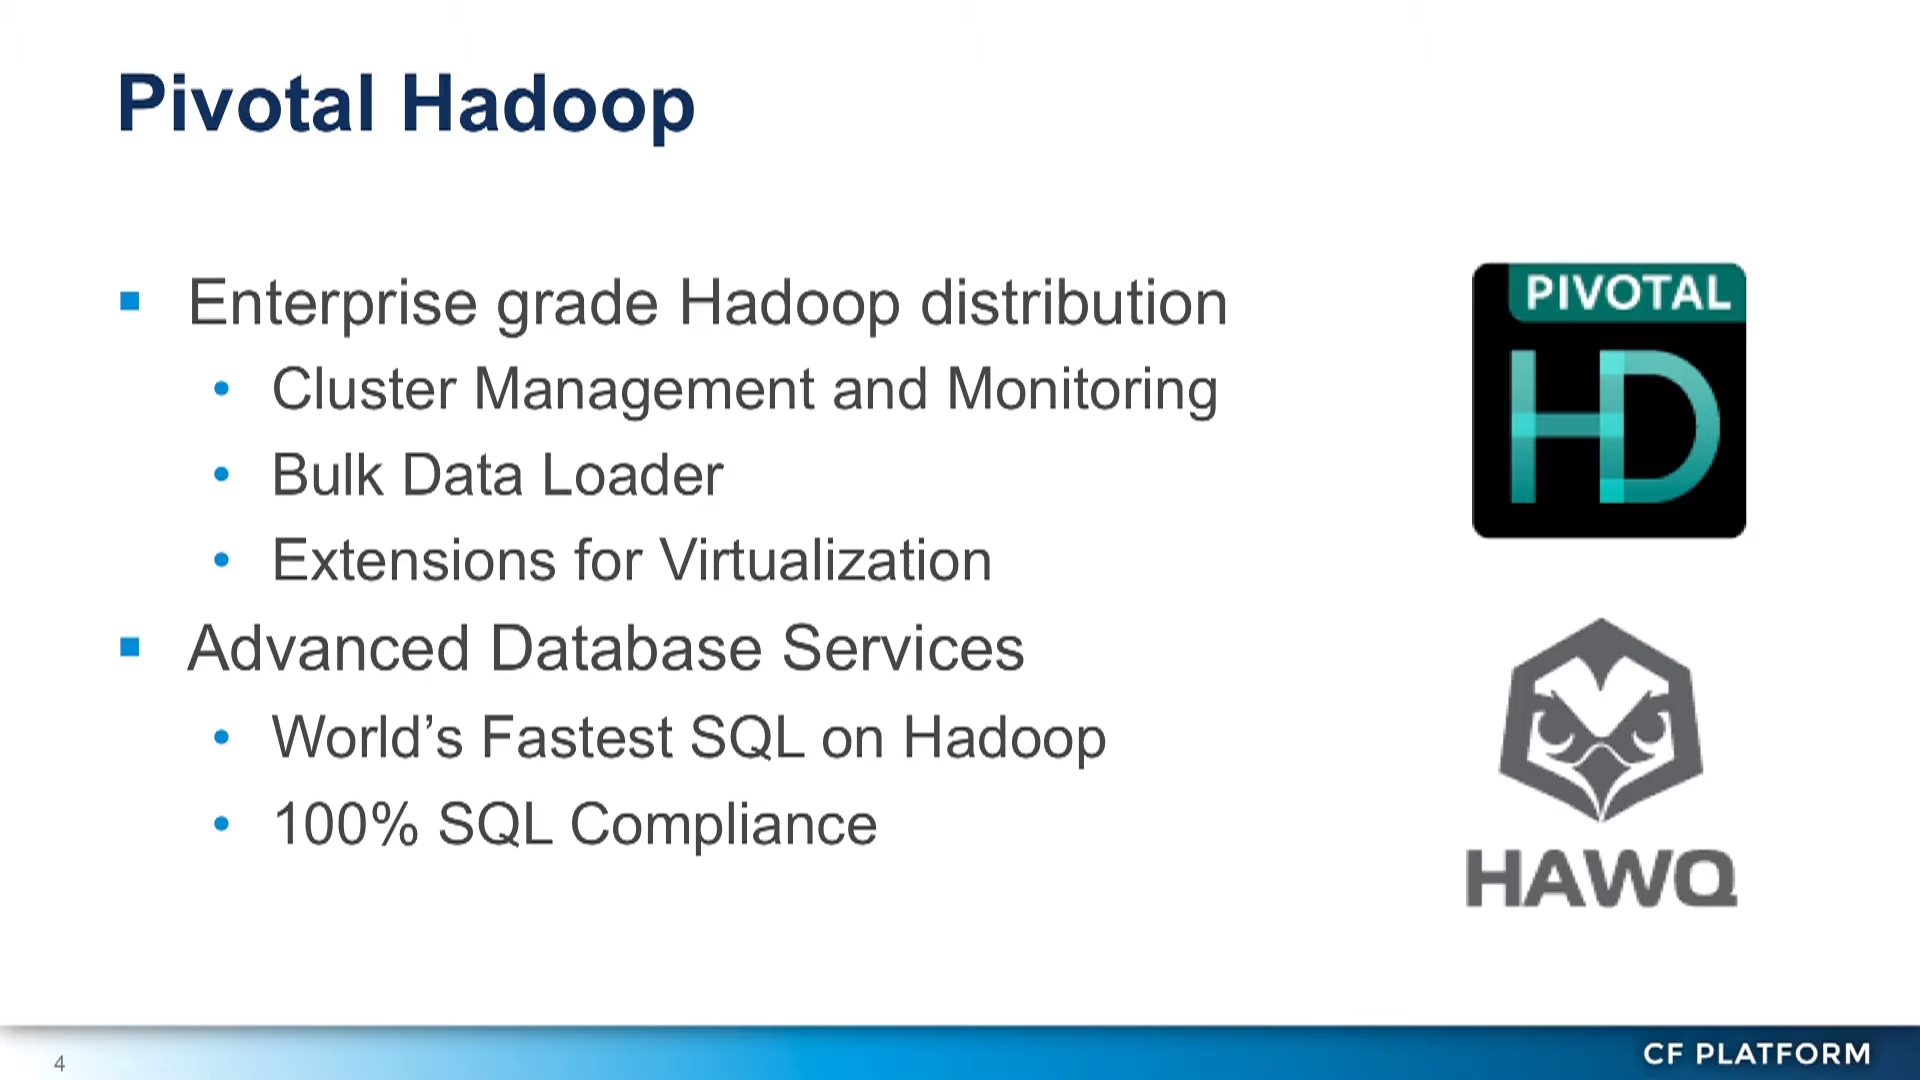 Pivotal Hadoop
Enterprise grade Hadoop distribution
Cluster Management and Monitoring
Bulk Data Loader
Extensions for Virtualization
Advanced Database Services
World’s Fastest SQL on Hadoop
100% SQL Compliance
PIVOTAL
HD
HAWQ
4
CF PLATFORM